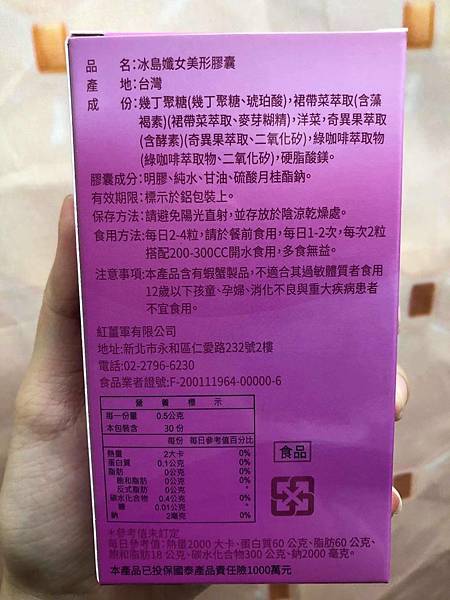 品　名:冰島孅女美形膠囊
產　地:台灣
成　份:幾丁聚糖(幾丁聚糖、琥珀酸),裙帶菜萃取(含藻
褐素)(裙帶菜萃取、麥芽糊精),洋菜,奇異果萃取
(含酵素)(奇異果萃取、二氧化矽),綠咖啡萃取物
(綠咖啡萃取物、二氧化矽),硬脂酸鎂。
膠囊成分:明膠、純水、甘油、硫酸月桂酯鈉。
有效期限:標示於鋁包裝上。
保存方法:請避免陽光直射,並存放於陰涼乾燥處。
食用方法:每日2-4粒,請於餐前食用,每日1-2次,每次2粒
搭配200-300CC開水食用,多食無益。
注意事項:本產品含有蝦蟹製品,不適合其過敏體質者食用
12歲以下孩童、孕婦、消化不良與重大疾病患者
不宜食用。
紅薑軍有限公司
地址:新北市永和區仁愛路232號2樓
電話:02-2796-6230
食品業者證號:F-200111964-00000-6
營 養 標 示
每一份量 0.5公克
本包裝含 30 份
每份 每日參考值百分比
熱量 2大卡 0%
蛋白質 0.1公克 0%
脂肪 0公克 0%
飽和脂肪 0公克 0%
反式脂肪 0公克 *
碳水化合物 0.4公克 0%
糖 0.01公克 *
鈉 2毫克 0%
食品
*參考值未訂定
每日參考值:熱量2000 大卡、蛋白質60 公克、脂肪60 公克、
飽和脂肪18 公克、碳水化合物300 公克、鈉2000 毫克。
本產品已投保國泰產品責任險1000萬元